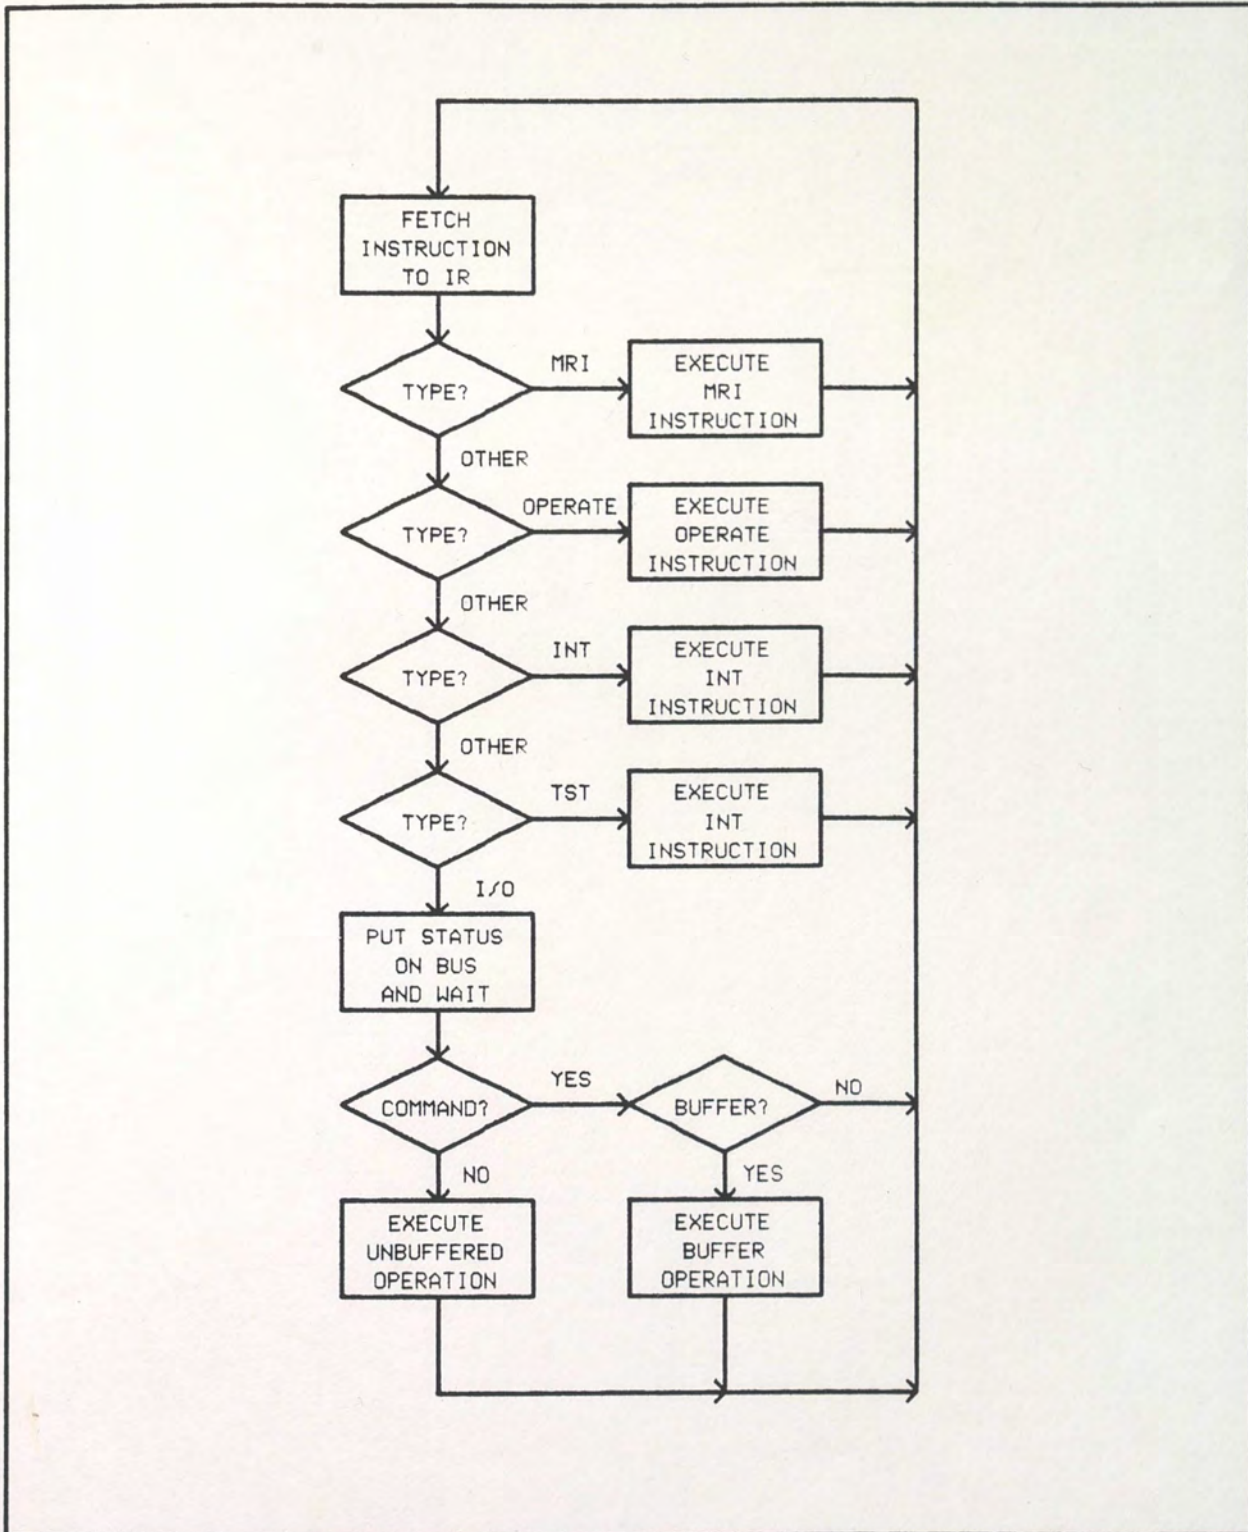 FETCH
INSTRUCTION
TO IR
TYPE?
MRI
EXECUTE
MRI
INSTRUCTION
OTHER
TYPE?
OPERATE
EXECUTE
OPERATE
INSTRUCTION
OTHER
TYPE?
INT
EXECUTE
INT
INSTRUCTION
OTHER
TYPE?
TST
EXECUTE
INT
INSTRUCTION
I/O
PUT STATUS
ON BUS
AND WAIT
COMMAND?
YES
BUFFER?
NO
NO
EXECUTE
UNBUFFERED
OPERATION
YES
EXECUTE
BUFFER
OPERATION